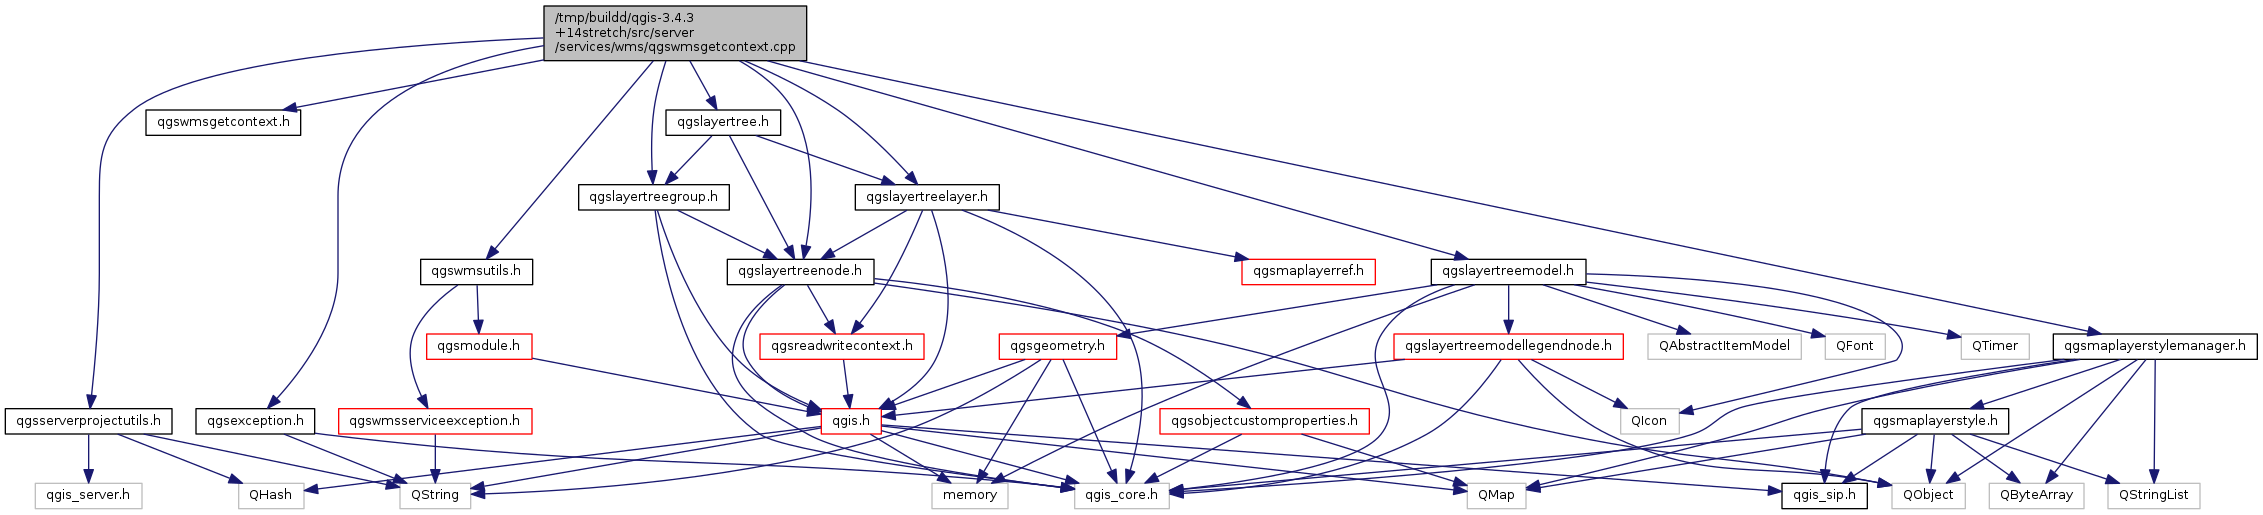 /tmp/buildd/qgis-3.4.3
+14stretch/src/server
/services/wms/qgswmsgetcontext.cpp
qgswmsgetcontext.h
qgslayertree.h
qgslayertreegroup.h
qgslayertreelayer.h
qgswmsutils.h
qgslayertreenode.h
qgsmaplayerref.h
qgslayertreemodel.h
qgsmodule.h
qgsreadwritecontext.h
qgsgeometry.h
qgslayertreemodellegendnode.h
QAbstractItemModel
QFont
QTimer
qgsmaplayerstylemanager.h
qgsserverprojectutils.h
qgsexception.h
qgswmsserviceexception.h
qgis.h
qgsobjectcustomproperties.h
QIcon
qgsmaplayerstyle.h
qgis_server.h
QHash
QString
memory
qgis_core.h
QMap
qgis_sip.h
QObject
QByteArray
QStringList